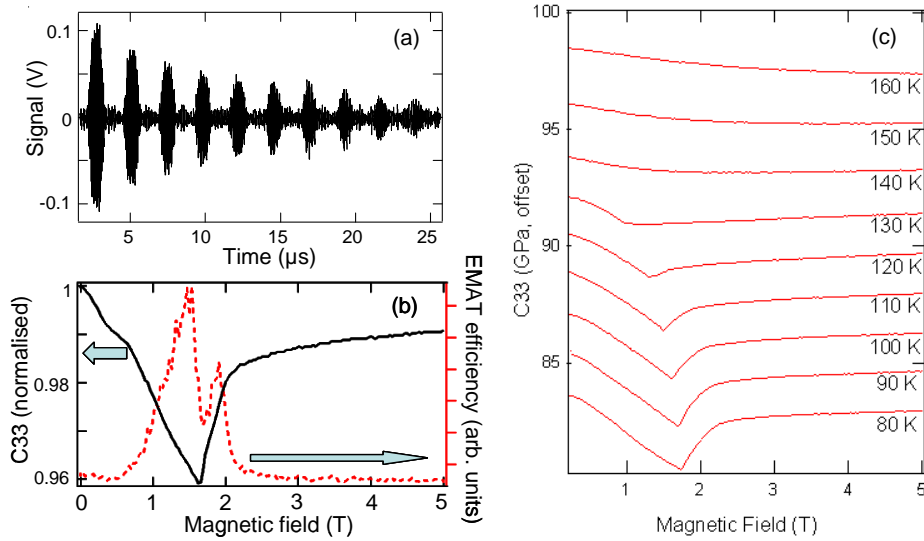 (a)
Signal (V)
0.1
0
-0.1
5
10
15
20
25
Time (µs)
(b)
C33 (normalised)
1
0.98
0.96
0
1
2
3
4
5
Magnetic field (T)
EMAT efficiency (arb. units)
(c)
C33 (GPa, offset)
100
95
90
85
160 K
150 K
140 K
130 K
120 K
110 K
100 K
90 K
80 K
1
2
3
4
5
Magnetic Field (T)